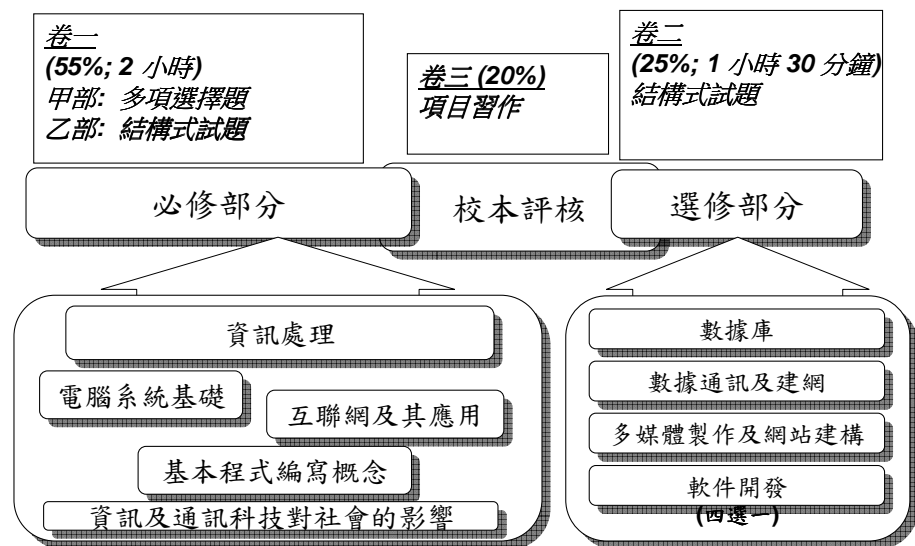 卷一
(55%; 2 小時)
甲部: 多項選擇題
乙部: 結構式試題
卷三 (20%)
項目習作
卷二
(25%; 1 小時 30 分鐘)
結構式試題
必修部分
校本評核
選修部分
資訊處理
電腦系統基礎
互聯網及其應用
基本程式編寫概念
資訊及通訊科技對社會的影響
數據庫
數據通訊及建網
多媒體製作及網站建構
軟件開發
(四選一)